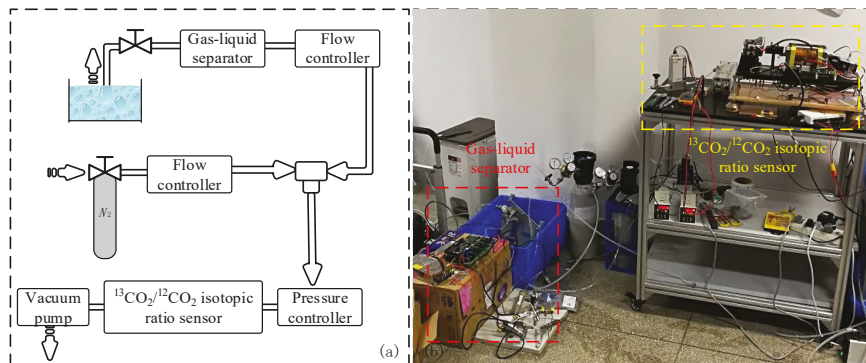 Gas-liquid
separator
Flow
controller
Flow
controller
N₂
Vacuum
pump
¹³CO₂/¹²CO₂ isotopic
ratio sensor
Pressure
controller
(a)
Gas-liquid
separator
¹³CO₂/¹²CO₂ isotopic
ratio sensor
(b)